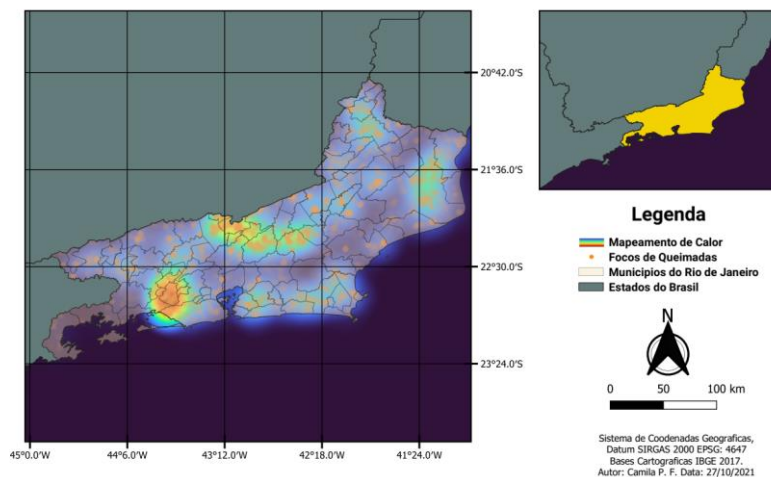 20°42.0'S
21°36.0'S
22°30.0'S
23°24.0'S
45°0.0'W 44°6.0'W 43°12.0'W 42°18.0'W 41°24.0'W
Legenda
Mapeamento de Calor
Focos de Queimadas
Municipios do Rio de Janeiro
Estados do Brasil
N
0 50 100 km
Sistema de Coodenadas Geograficas,
Datum SIRGAS 2000 EPSG: 4647
Bases Cartograficas IBGE 2017.
Autor: Camila P. F. Data: 27/10/2021